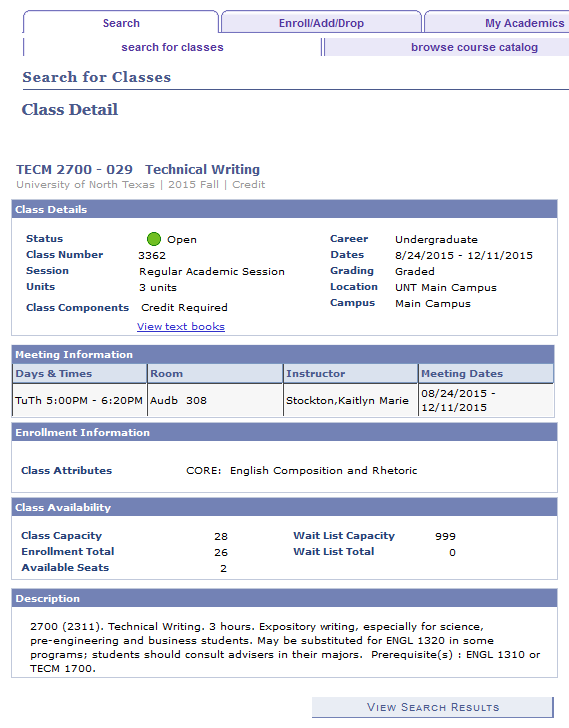 Search Enroll/Add/Drop My Academics
search for classes browse course catalog
Search for Classes
Class Detail
TECM 2700 - 029 Technical Writing
University of North Texas | 2015 Fall | Credit
Class Details
Status Open Career Undergraduate
Class Number 3362 Dates 8/24/2015 - 12/11/2015
Session Regular Academic Session Grading Graded
Units 3 units Location UNT Main Campus
Class Components Credit Required Campus Main Campus
View text books
Meeting Information
Days & Times Room Instructor Meeting Dates
TuTh 5:00PM - 6:20PM Audb 308 Stockton,Kaitlyn Marie 08/24/2015 -
12/11/2015
Enrollment Information
Class Attributes CORE: English Composition and Rhetoric
Class Availability
Class Capacity 28 Wait List Capacity 999
Enrollment Total 26 Wait List Total 0
Available Seats 2
Description
2700 (2311). Technical Writing. 3 hours. Expository writing, especially for science,
pre-engineering and business students. May be substituted for ENGL 1320 in some
programs; students should consult advisers in their majors. Prerequisite(s) : ENGL 1310 or
TECM 1700.
VIEW SEARCH RESULTS